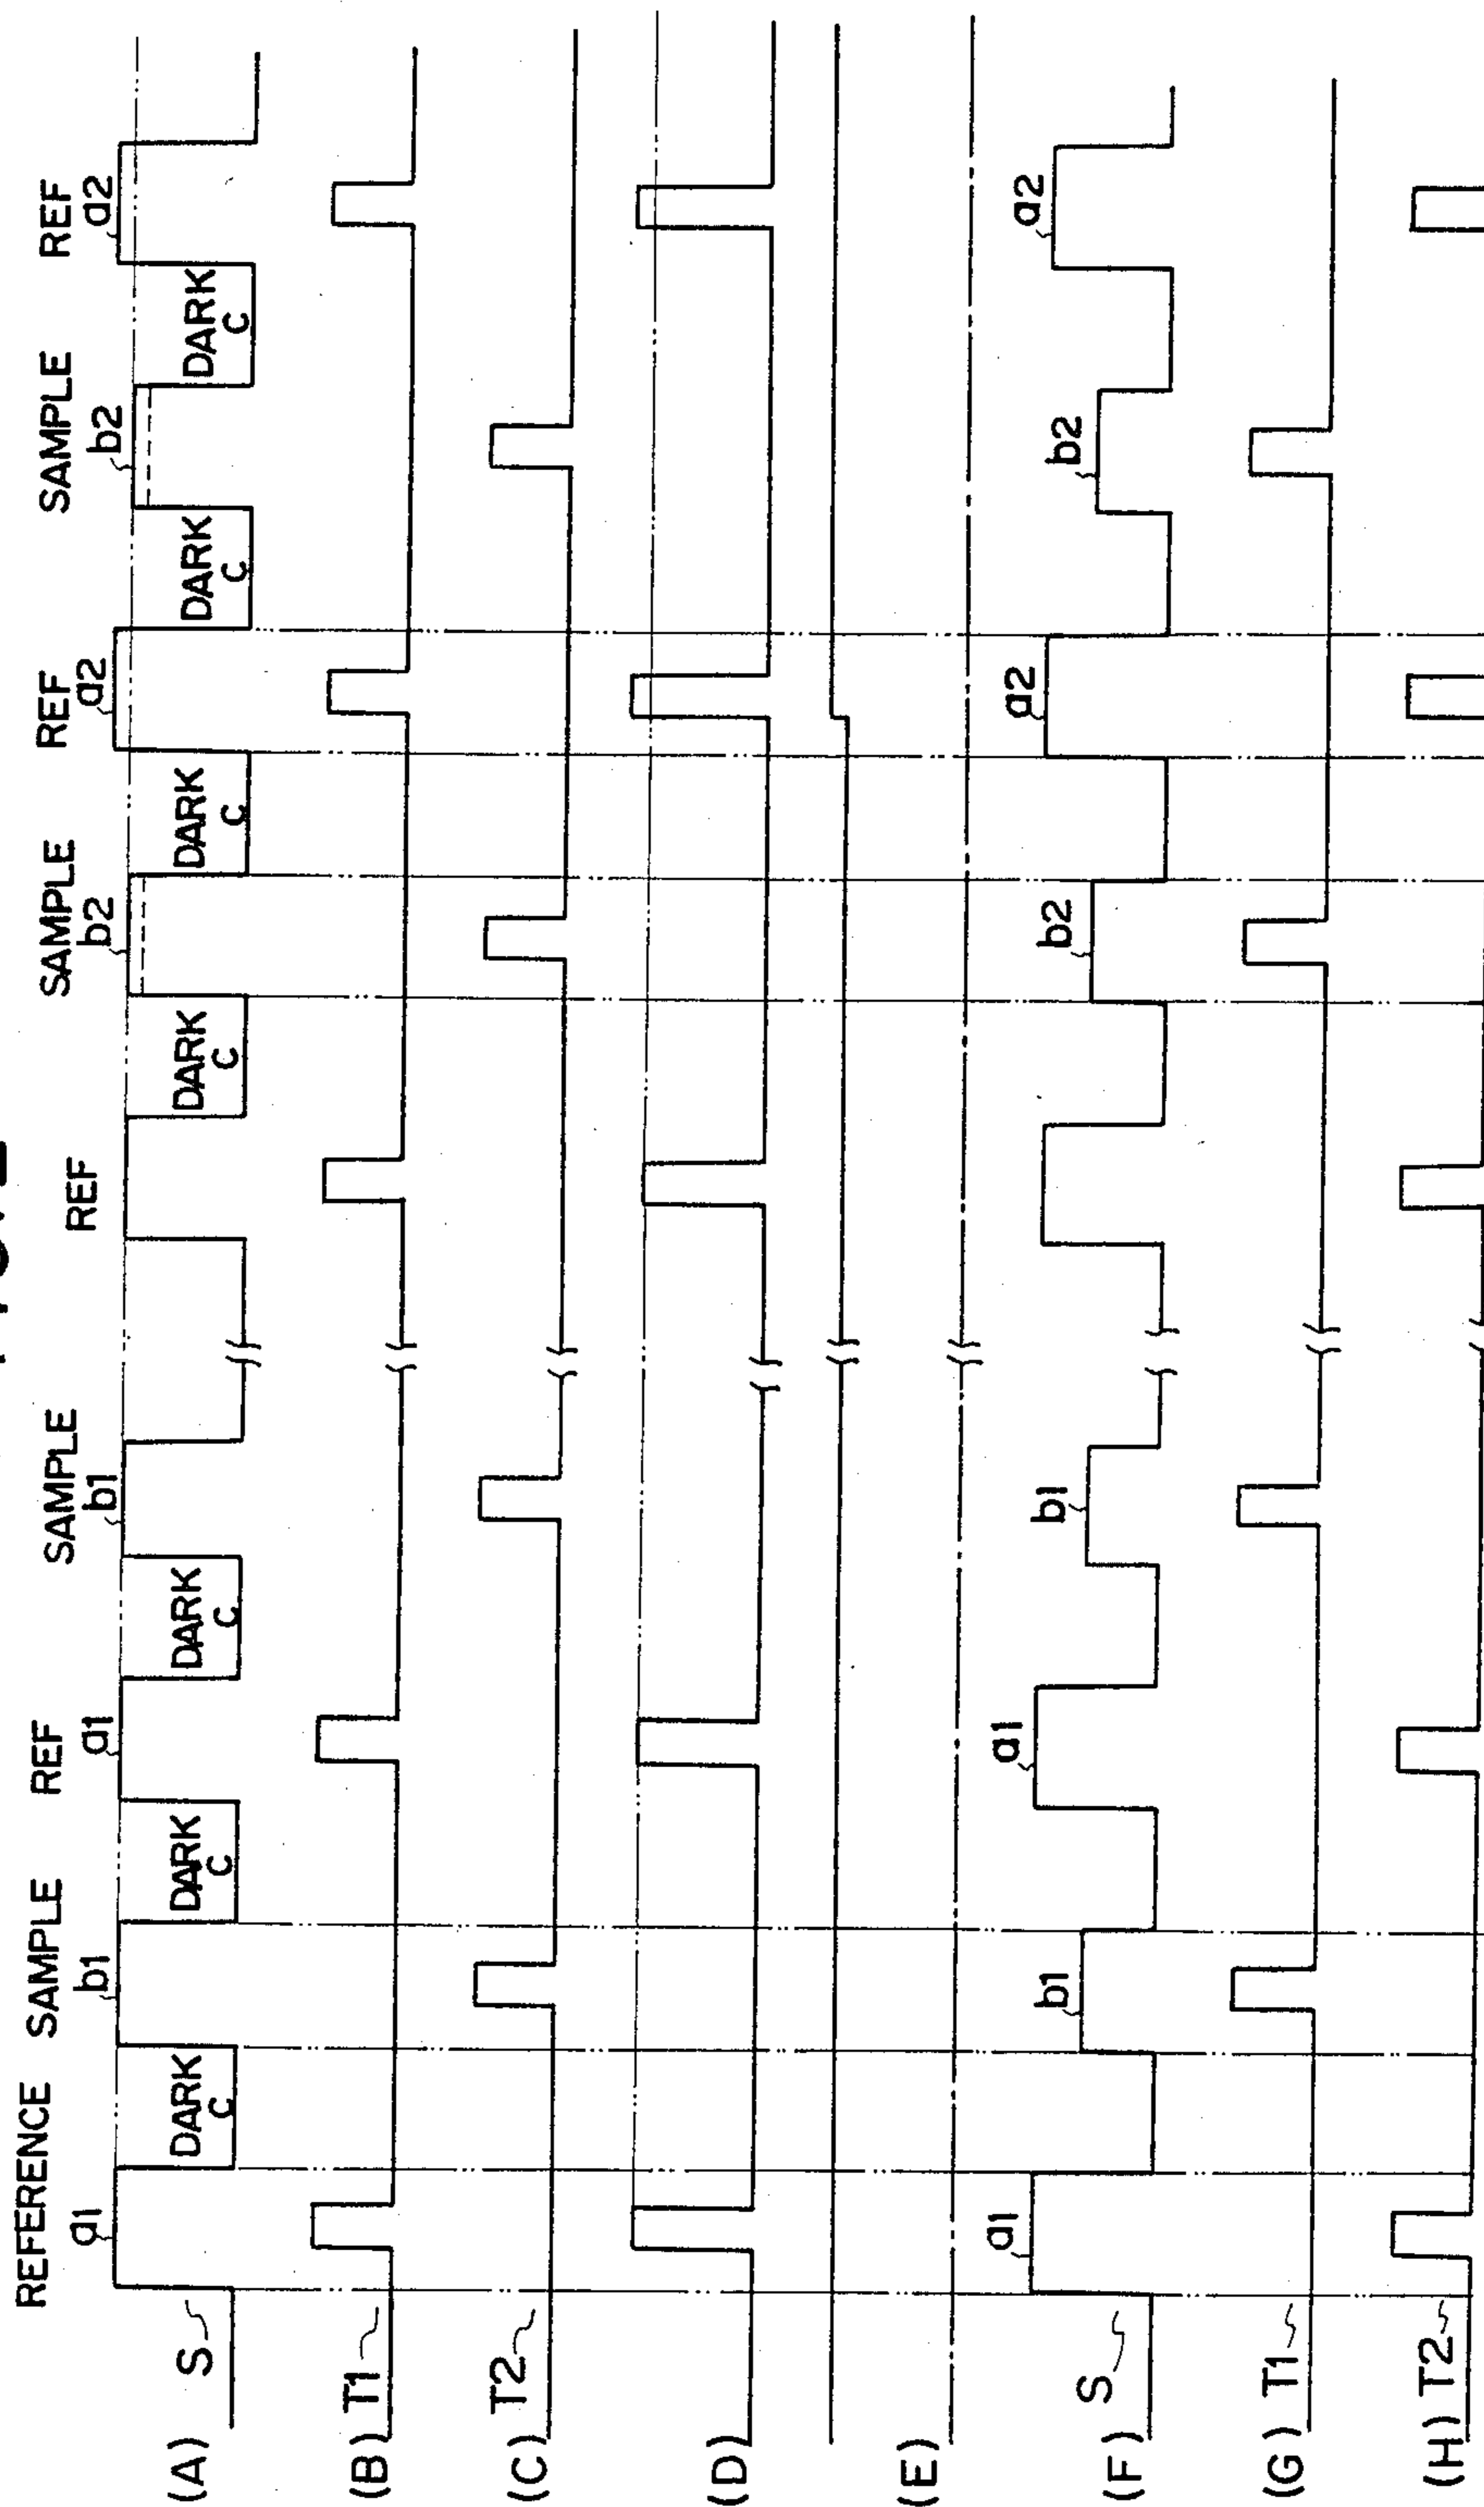 REFERENCE SAMPLE REF SAMPLE REF SAMPLE REF SAMPLE REF
a1 b1 a1 b1 b2 a2 b2 a2
(A) S DARK DARK DARK DARK DARK DARK DARK
C C C C C C C
(B) T1
(C) T2
(D)
(E)
a1 b1 a1 b1 b2 a2 b2 a2
(F) S
(G) T1
(H) T2